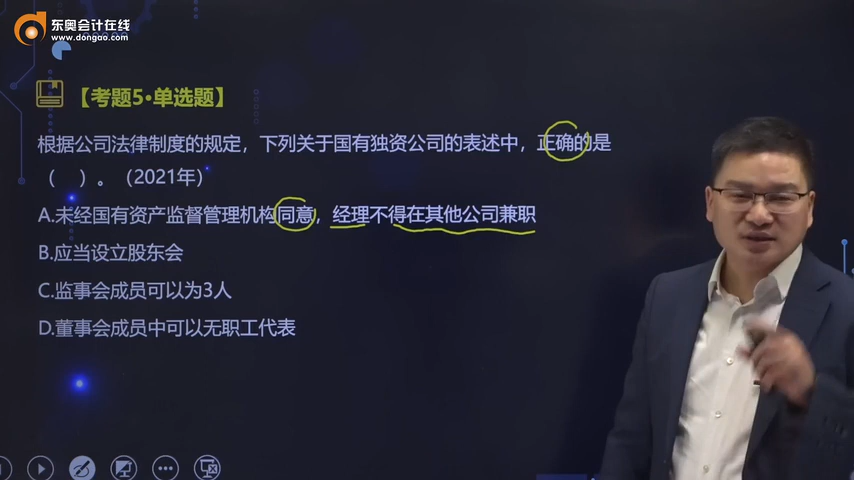 东奥会计在线
www.dongao.com
【考题5·单选题】
根据公司法律制度的规定，下列关于国有独资公司的表述中，正确的是
（ ）。（2021年）
A.未经国有资产监督管理机构同意，经理不得在其他公司兼职
B.应当设立股东会
C.监事会成员可以为3人
D.董事会成员中可以无职工代表